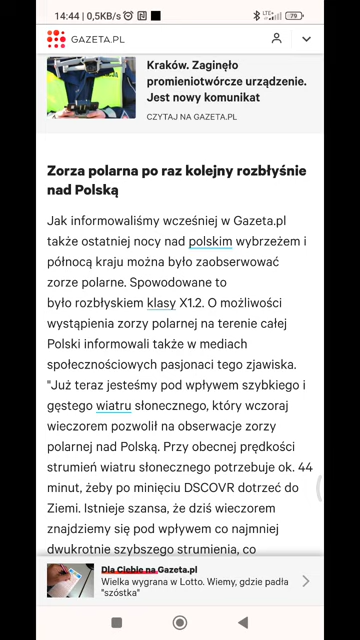 14:44 | 0,5KB/s
79
GAZETA.PL
Kraków. Zaginęło
promieniotwórcze urządzenie.
Jest nowy komunikat
CZYTAJ NA GAZETA.PL
Zorza polarna po raz kolejny rozbłyśnie
nad Polską
Jak informowaliśmy wcześniej w Gazeta.pl
także ostatniej nocy nad polskim wybrzeżem i
północą kraju można było zaobserwować
zorze polarne. Spowodowane to
było rozbłyskiem klasy X1.2. O możliwości
wystąpienia zorzy polarnej na terenie całej
Polski informowali także w mediach
społecznościowych pasjonaci tego zjawiska.
"Już teraz jesteśmy pod wpływem szybkiego i
gęstego wiatru słonecznego, który wczoraj
wieczorem pozwolił na obserwacje zorzy
polarnej nad Polską. Przy obecnej prędkości
strumień wiatru słonecznego potrzebuje ok. 44
minut, żeby po minięciu DSCOVR dotrzeć do
Ziemi. Istnieje szansa, że dziś wieczorem
znajdziemy się pod wpływem co najmniej
dwukrotnie szybszego strumienia, co
Dla Ciebie na Gazeta.pl
Wielka wygrana w Lotto. Wiemy, gdzie padła
"szóstka"